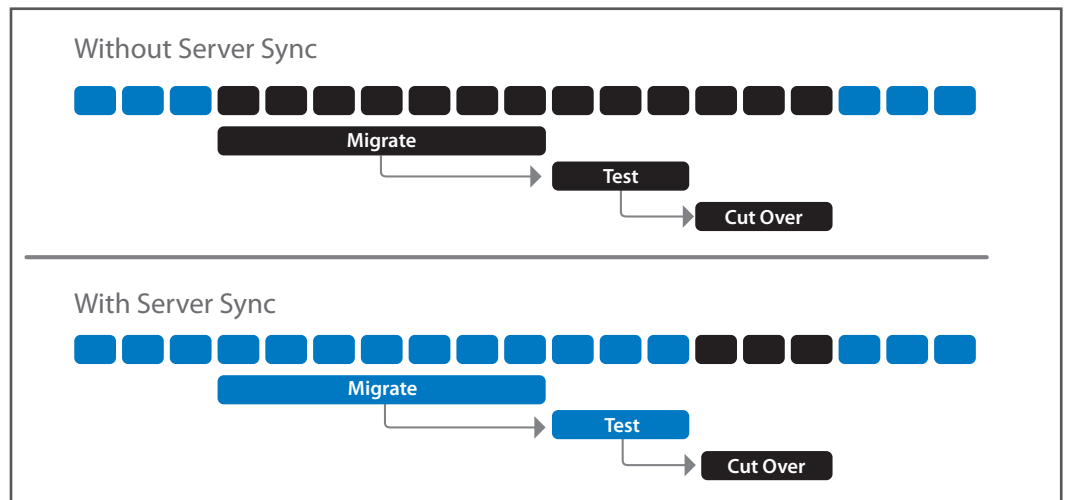 Without Server Sync
Migrate
Test
Cut Over
With Server Sync
Migrate
Test
Cut Over